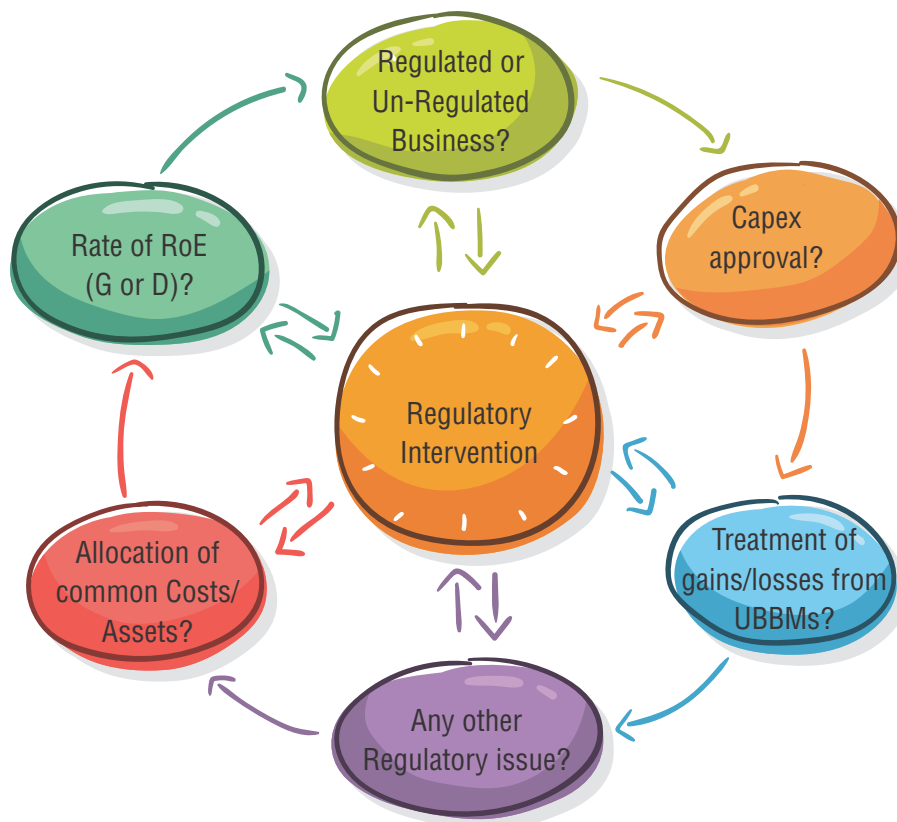 Regulated or
Un-Regulated
Business?
Capex
approval?
Treatment of
gains/losses from
UBBMs?
Any other
Regulatory issue?
Allocation of
common Costs/
Assets?
Rate of RoE
(G or D)?
Regulatory
Intervention